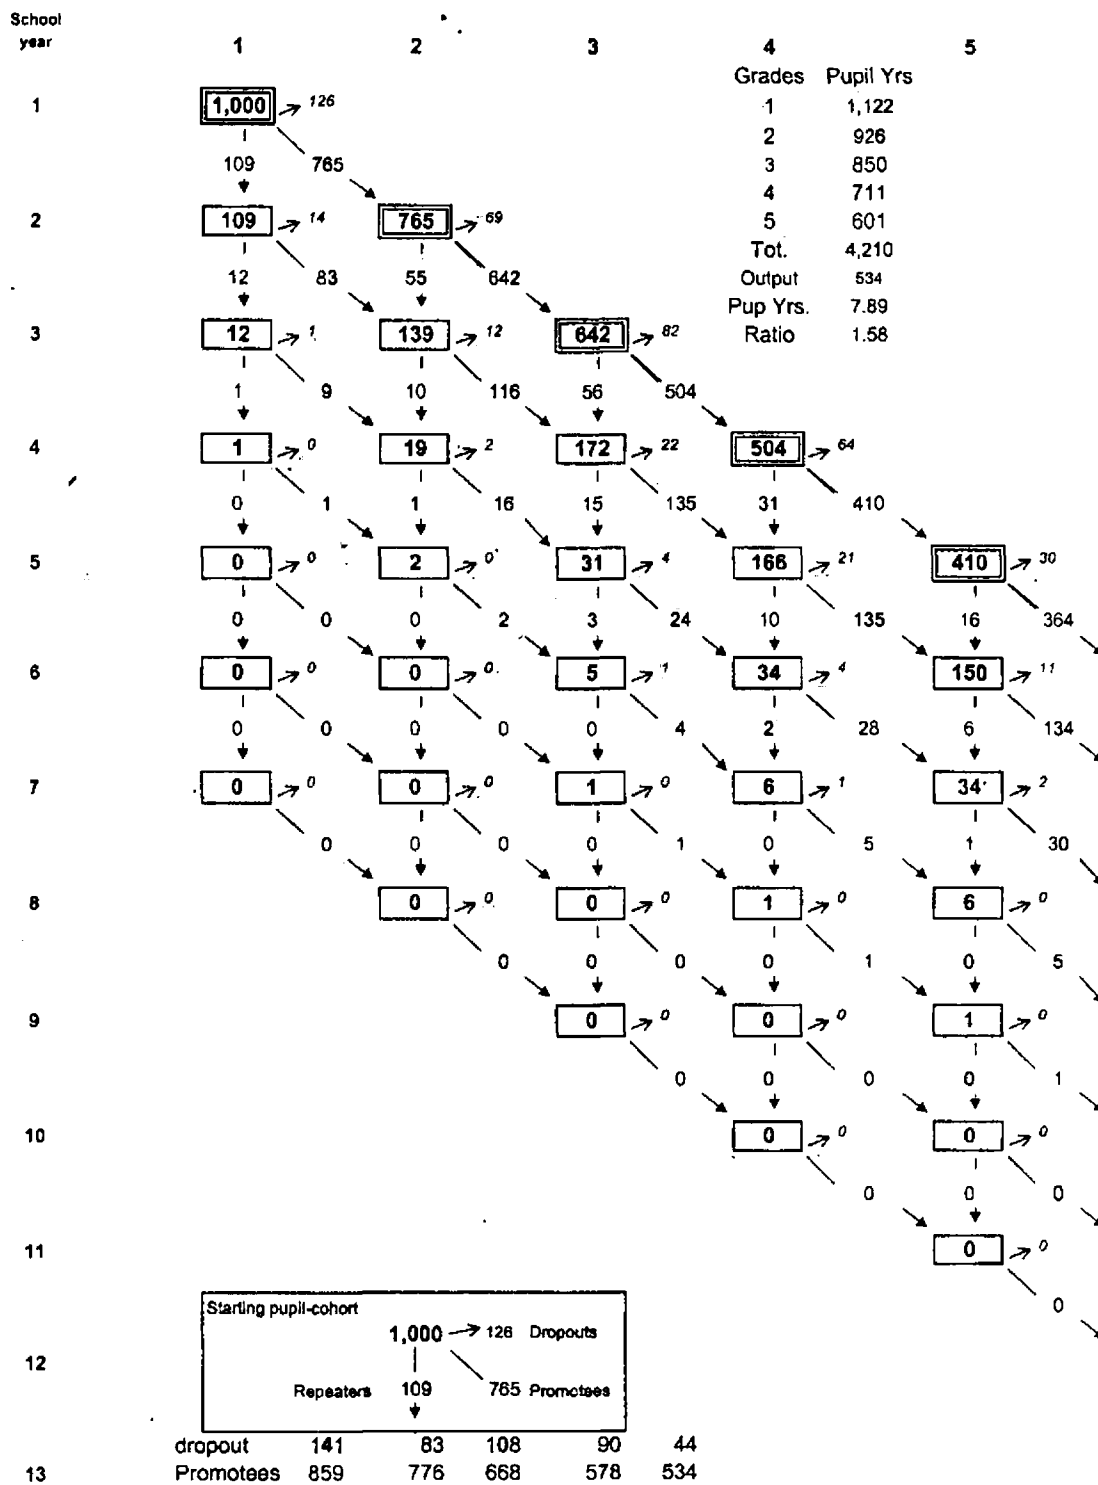 School
year 1 2 3 4 5
Grades Pupil Yrs
1 1,000 126 1 1,122
2 926
109 765 3 850
4 711
2 109 14 765 69 5 601
Tot. 4,210
12 83 55 642 Output 534
Pup Yrs. 7.89
3 12 1 139 12 642 82 Ratio 1.58
1 9 10 116 56 504
4 1 0 19 2 172 22 504 64
0 1 1 16 15 135 31 410
5 0 0 2 0 31 4 166 21 410 30
0 0 0 2 3 24 10 135 16 364
6 0 0 0 0 5 1 34 4 150 11
0 0 0 0 0 4 2 28 6 134
7 0 0 0 0 1 0 6 1 34 2
0 0 0 0 1 0 5 1 30
8 0 0 0 0 1 0 6 0
0 0 0 0 1 0 5
9 0 0 0 0 1 0
0 0 0 0 1
10 0 0 0 0
0 0 0
11 0 0
0
Starting pupil-cohort
1,000 126 Dropouts
12
Repeaters 109 765 Promotees
dropout 141 83 108 90 44
13 Promotees 859 776 668 578 534